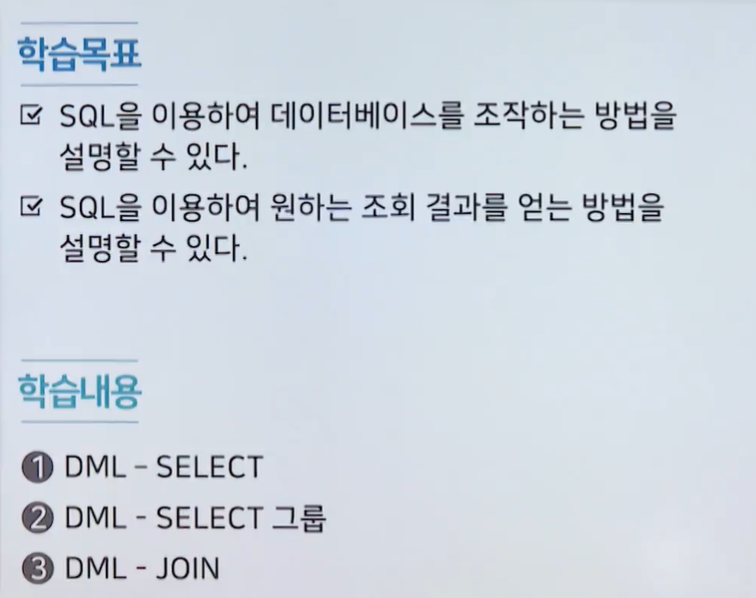 학습목표
☑ SQL을 이용하여 데이터베이스를 조작하는 방법을
설명할 수 있다.
☑ SQL을 이용하여 원하는 조회 결과를 얻는 방법을
설명할 수 있다.
학습내용
❶ DML – SELECT
❷ DML - SELECT 그룹
❸ DML - JOIN